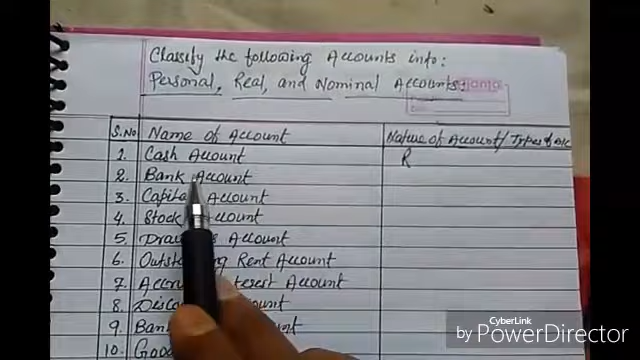 Classify the following Accounts into:
Personal, Real, and Nominal Accounts.
S.No Name of Account Nature of Account/Types of A/c
1. Cash Account R
2. Bank Account
3. Capital Account
4. Stock Account
5. Account
6. Rent Account
7. Interest Account
8.
9.
10.
CyberLink
by PowerDirector